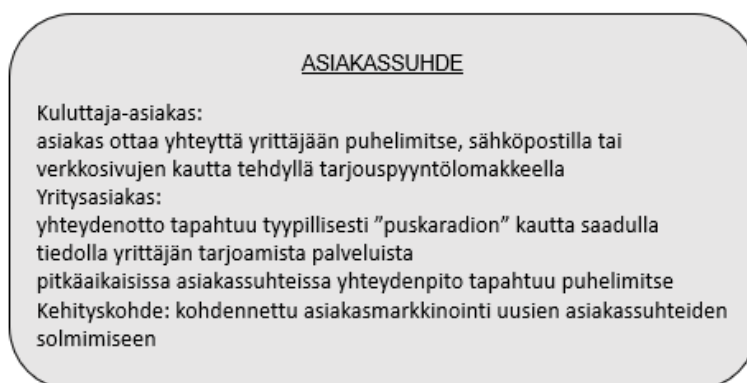 ASIAKASSUHDE
Kuluttaja-asiakas:
asiakas ottaa yhteyttä yrittäjään puhelimitse, sähköpostilla tai
verkkosivujen kautta tehdyllä tarjouspyyntölomakkeella
Yritysasiakas:
yhteydenotto tapahtuu tyypillisesti ”puskaradion” kautta saadulla
tiedolla yrittäjän tarjoamista palveluista
pitkäaikaisissa asiakassuhteissa yhteydenpito tapahtuu puhelimitse
Kehityskohde: kohdennettu asiakasmarkkinointi uusien asiakassuhteiden
solmimiseen